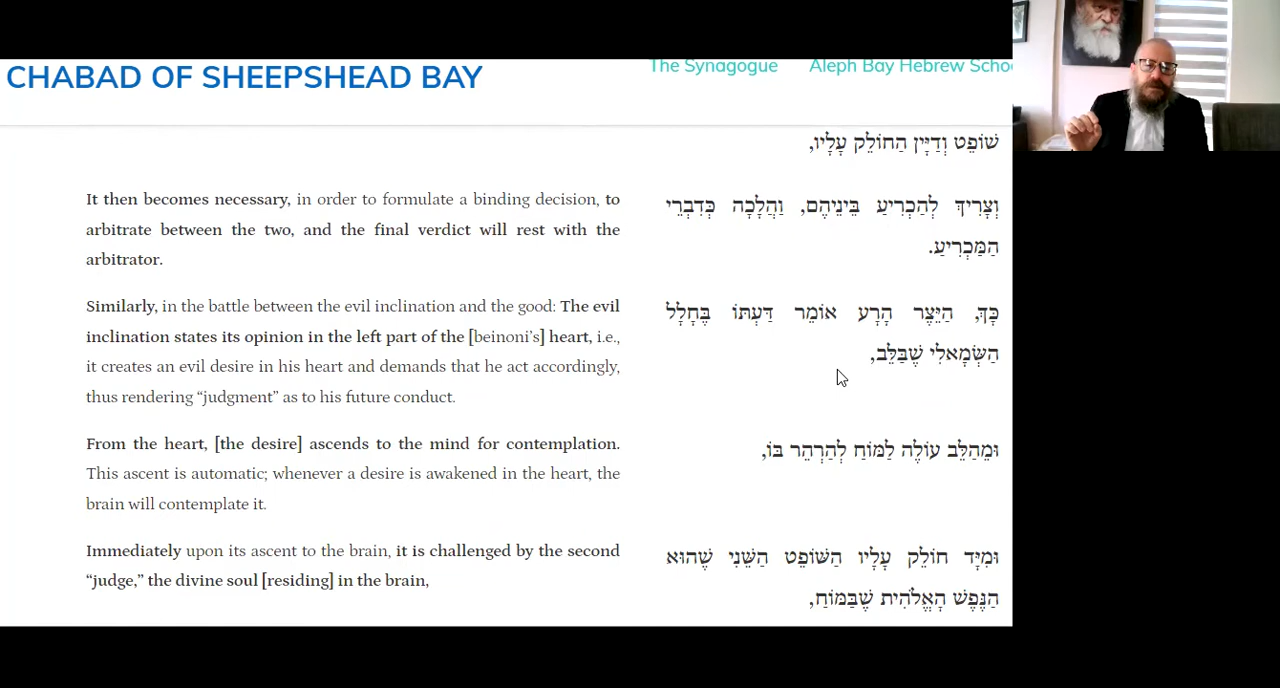 CHABAD OF SHEEPSHEAD BAY
The Synagogue
Aleph Bay Hebrew Schoo
שׁוֹפֵט וְדַיָּין הַחוֹלֵק עָלָיו,
It then becomes necessary, in order to formulate a binding decision, to
arbitrate between the two, and the final verdict will rest with the
arbitrator.
וְצָרִיךְ לְהַכְרִיעַ בֵּינֵיהֶם, וַהֲלָכָה כְּדִבְרֵי
הַמַּכְרִיעַ.
Similarly, in the battle between the evil inclination and the good: The evil
inclination states its opinion in the left part of the [beinoni’s] heart, i.e.,
it creates an evil desire in his heart and demands that he act accordingly,
thus rendering “judgment” as to his future conduct.
כָּךְ, הַיֵּצֶר הָרָע אוֹמֵר דַּעְתּוֹ בֶּחָלָל
הַשְּׂמָאלִי שֶׁבַּלֵּב,
From the heart, [the desire] ascends to the mind for contemplation.
This ascent is automatic; whenever a desire is awakened in the heart, the
brain will contemplate it.
וּמֵהַלֵּב עוֹלֶה לַמּוֹחַ לְהַרְהֵר בּוֹ,
Immediately upon its ascent to the brain, it is challenged by the second
“judge,” the divine soul [residing] in the brain,
וּמִיָּד חוֹלֵק עָלָיו הַשּׁוֹפֵט הַשֵּׁנִי שֶׁהוּא
הַנֶּפֶשׁ הָאֱלֹהִית שֶׁבַּמּוֹחַ,